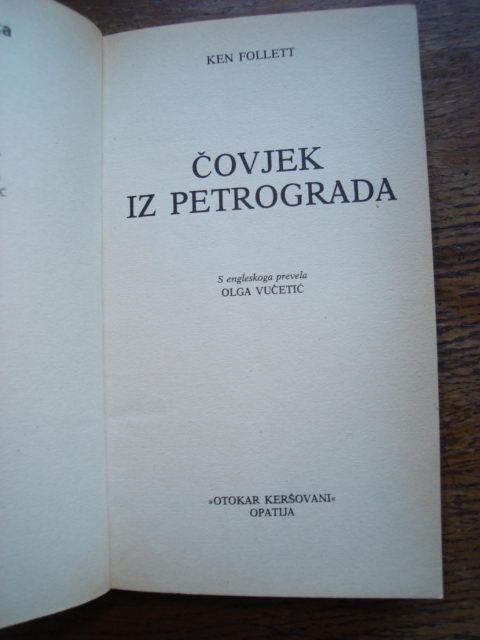 KEN FOLLETT
ČOVJEK
IZ PETROGRADA
S engleskoga prevela
OLGA VUČETIĆ
»OTOKAR KERŠOVANI«
OPATIJA